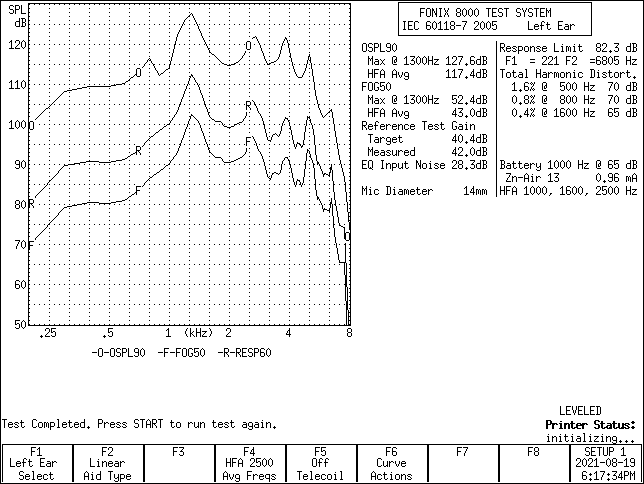 SPL
dB
120
110
100
90
80
70
60
50
O O O O
R R R
F F F
.25 .5 1 (kHz) 2 4 8
-O-OSPL90 -F-FOG50 -R-RESP60
FONIX 8000 TEST SYSTEM
IEC 60118-7 2005 Left Ear
OSPL90
Max @ 1300Hz 127.6dB
HFA Avg 117.4dB
FOG50
Max @ 1300Hz 52.4dB
HFA Avg 43.0dB
Reference Test Gain
Target 40.4dB
Measured 42.0dB
EQ Input Noise 28.3dB
Mic Diameter 14mm
Response Limit 82.3 dB
F1 = 221 F2 =6805 Hz
Total Harmonic Distort.
1.6% @ 500 Hz 70 dB
0.8% @ 800 Hz 70 dB
0.4% @ 1600 Hz 65 dB
Battery 1000 Hz @ 65 dB
Zn-Air 13 0.96 mA
HFA 1000, 1600, 2500 Hz
LEVELED
Test Completed. Press START to run test again.
Printer Status:
initializing...
F1
Left Ear
Select
F2
Linear
Aid Type
F3
F4
HFA 2500
Avg Freqs
F5
Off
Telecoil
F6
Curve
Actions
F7
F8
SETUP 1
2021-08-19
6:17:34PM